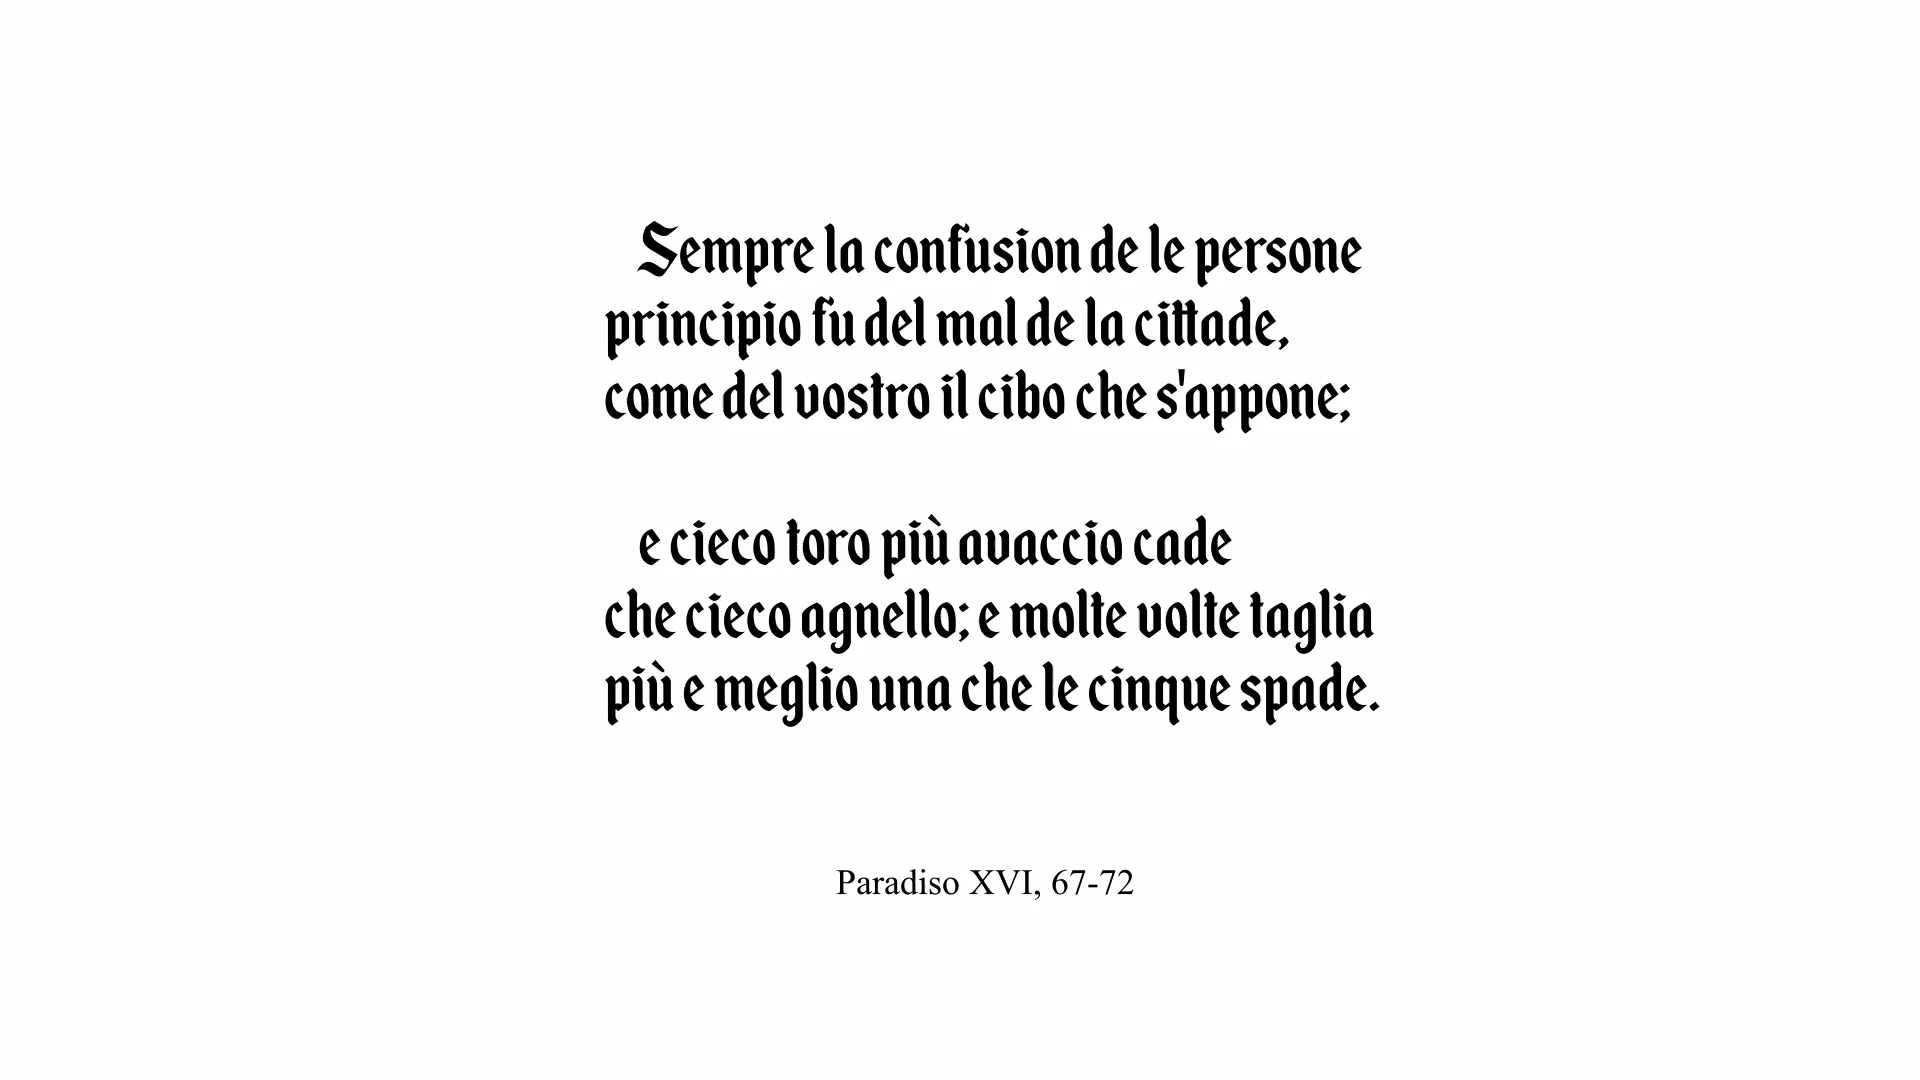 Sempre la confusion de le persone
principio fu del mal de la cittade,
come del vostro il cibo che s'appone;
e cieco toro più avaccio cade
che cieco agnello; e molte volte taglia
più e meglio una che le cinque spade.
Paradiso XVI, 67-72